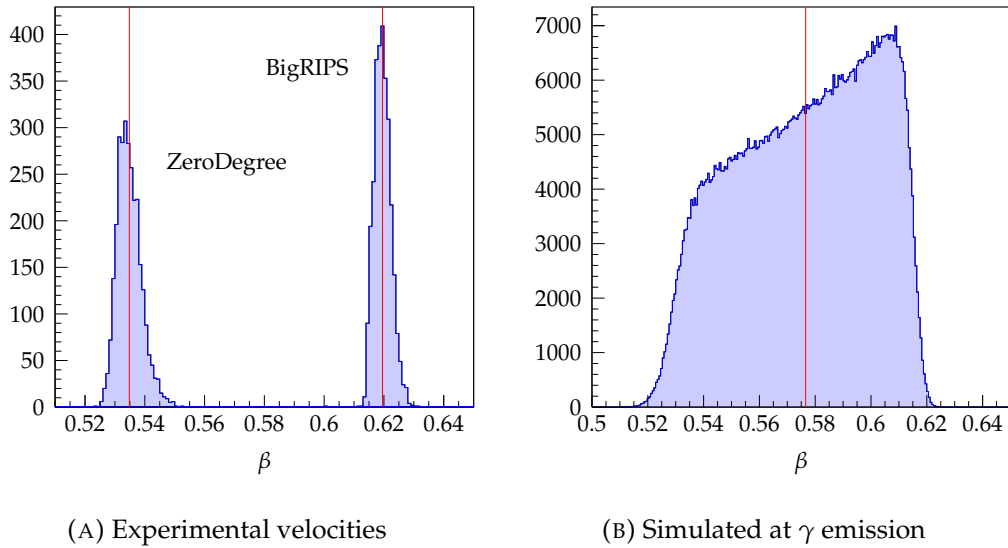 400
350
300
250
200
150
100
50
0
BigRIPS
ZeroDegree
0.52 0.54 0.56 0.58 0.6 0.62 0.64
β
7000
6000
5000
4000
3000
2000
1000
0
0.5 0.52 0.54 0.56 0.58 0.6 0.62 0.64
β
(A) Experimental velocities
(B) Simulated at γ emission